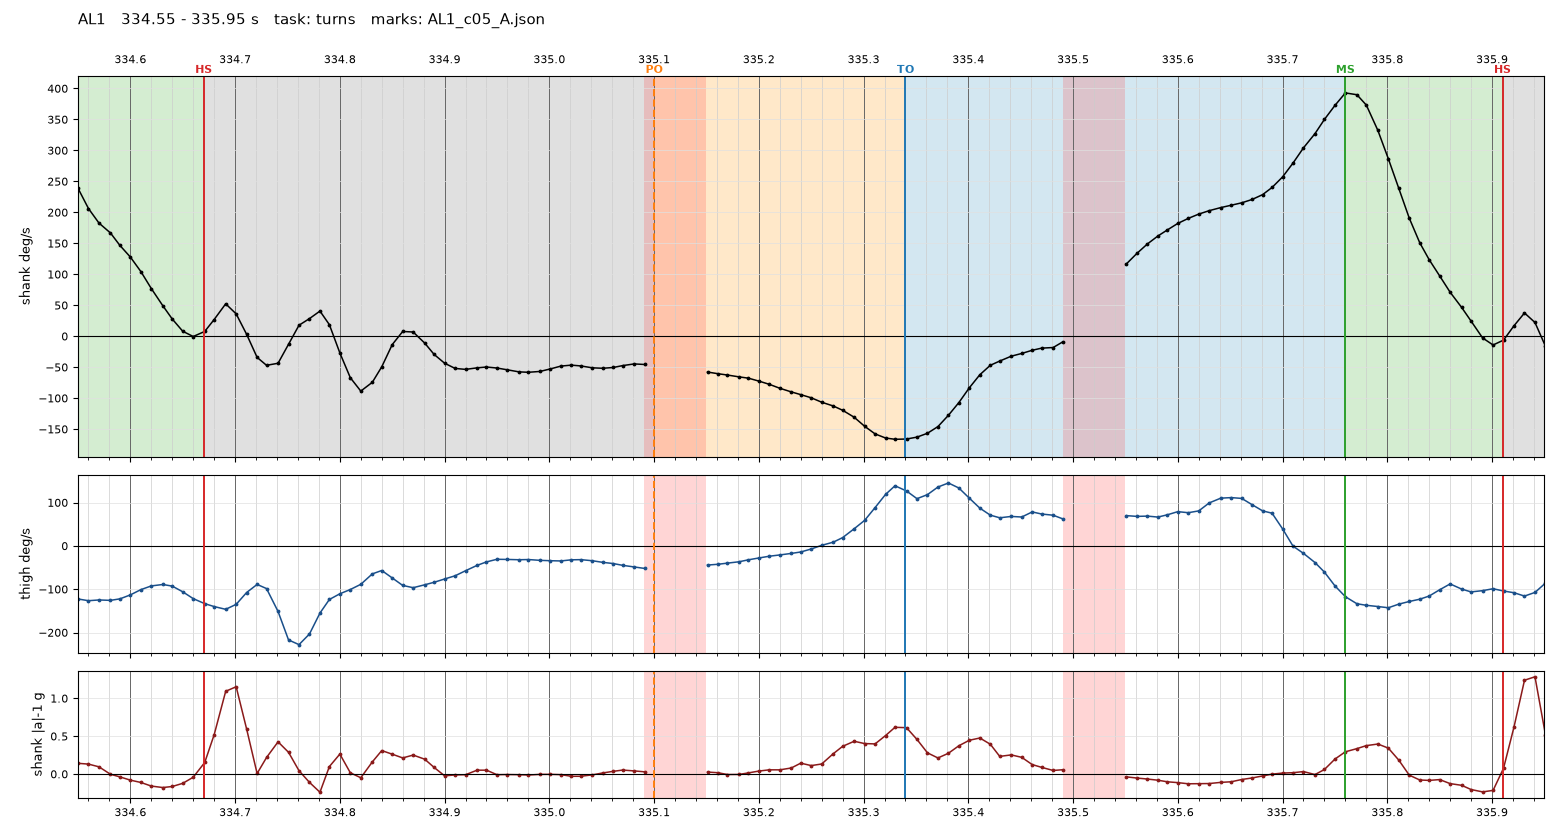 AL1   334.55 - 335.95 s   task: turns   marks: AL1_c05_A.json
334.6 334.7 334.8 334.9 335.0 335.1 335.2 335.3 335.4 335.5 335.6 335.7 335.8 335.9
HS PO TO MS HS
shank deg/s
400
350
300
250
200
150
100
50
0
−50
−100
−150
thigh deg/s
100
0
−100
−200
shank |a|-1 g
1.0
0.5
0.0
334.6 334.7 334.8 334.9 335.0 335.1 335.2 335.3 335.4 335.5 335.6 335.7 335.8 335.9